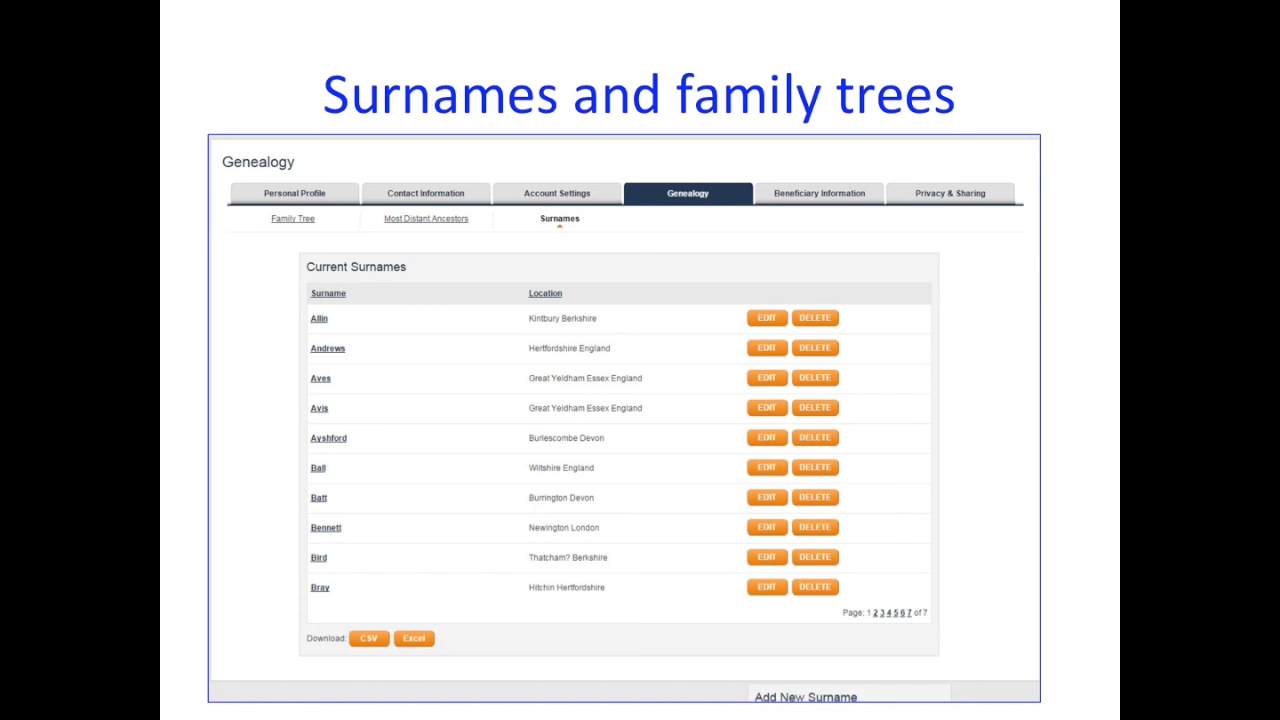 Surnames and family trees
Genealogy
Personal Profile Contact Information Account Settings Genealogy Beneficiary Information Privacy & Sharing
Family Tree Most Distant Ancestors Surnames
Current Surnames
Surname Location
Allin Kintbury Berkshire EDIT DELETE
Andrews Hertfordshire England EDIT DELETE
Aves Great Yeldham Essex England EDIT DELETE
Avis Great Yeldham Essex England EDIT DELETE
Ayshford Burlescombe Devon EDIT DELETE
Ball Wiltshire England EDIT DELETE
Batt Burrington Devon EDIT DELETE
Bennett Newington London EDIT DELETE
Bird Thatcham? Berkshire EDIT DELETE
Bray Hitchin Hertfordshire EDIT DELETE
Page: 1 2 3 4 5 6 7 of 7
Download: CSV Excel
Add New Surname